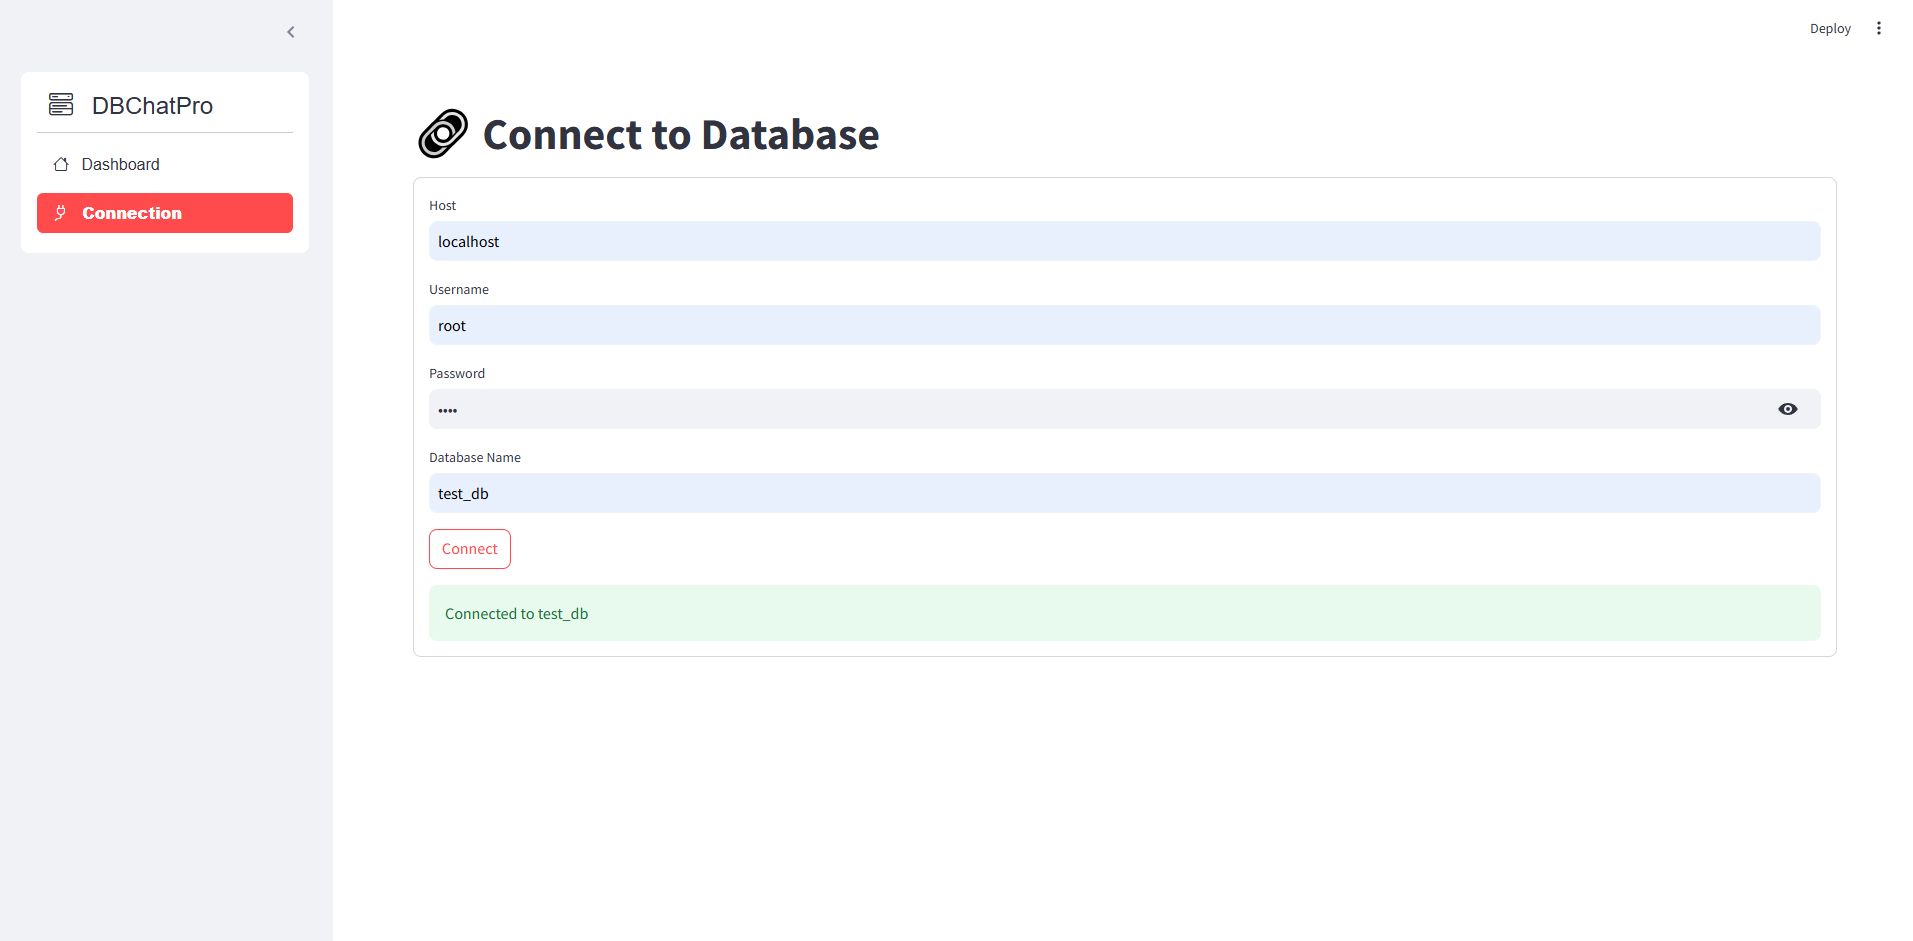 Deploy
DBChatPro
Dashboard
Connection
Connect to Database
Host
localhost
Username
root
Password
••••
Database Name
test_db
Connect
Connected to test_db